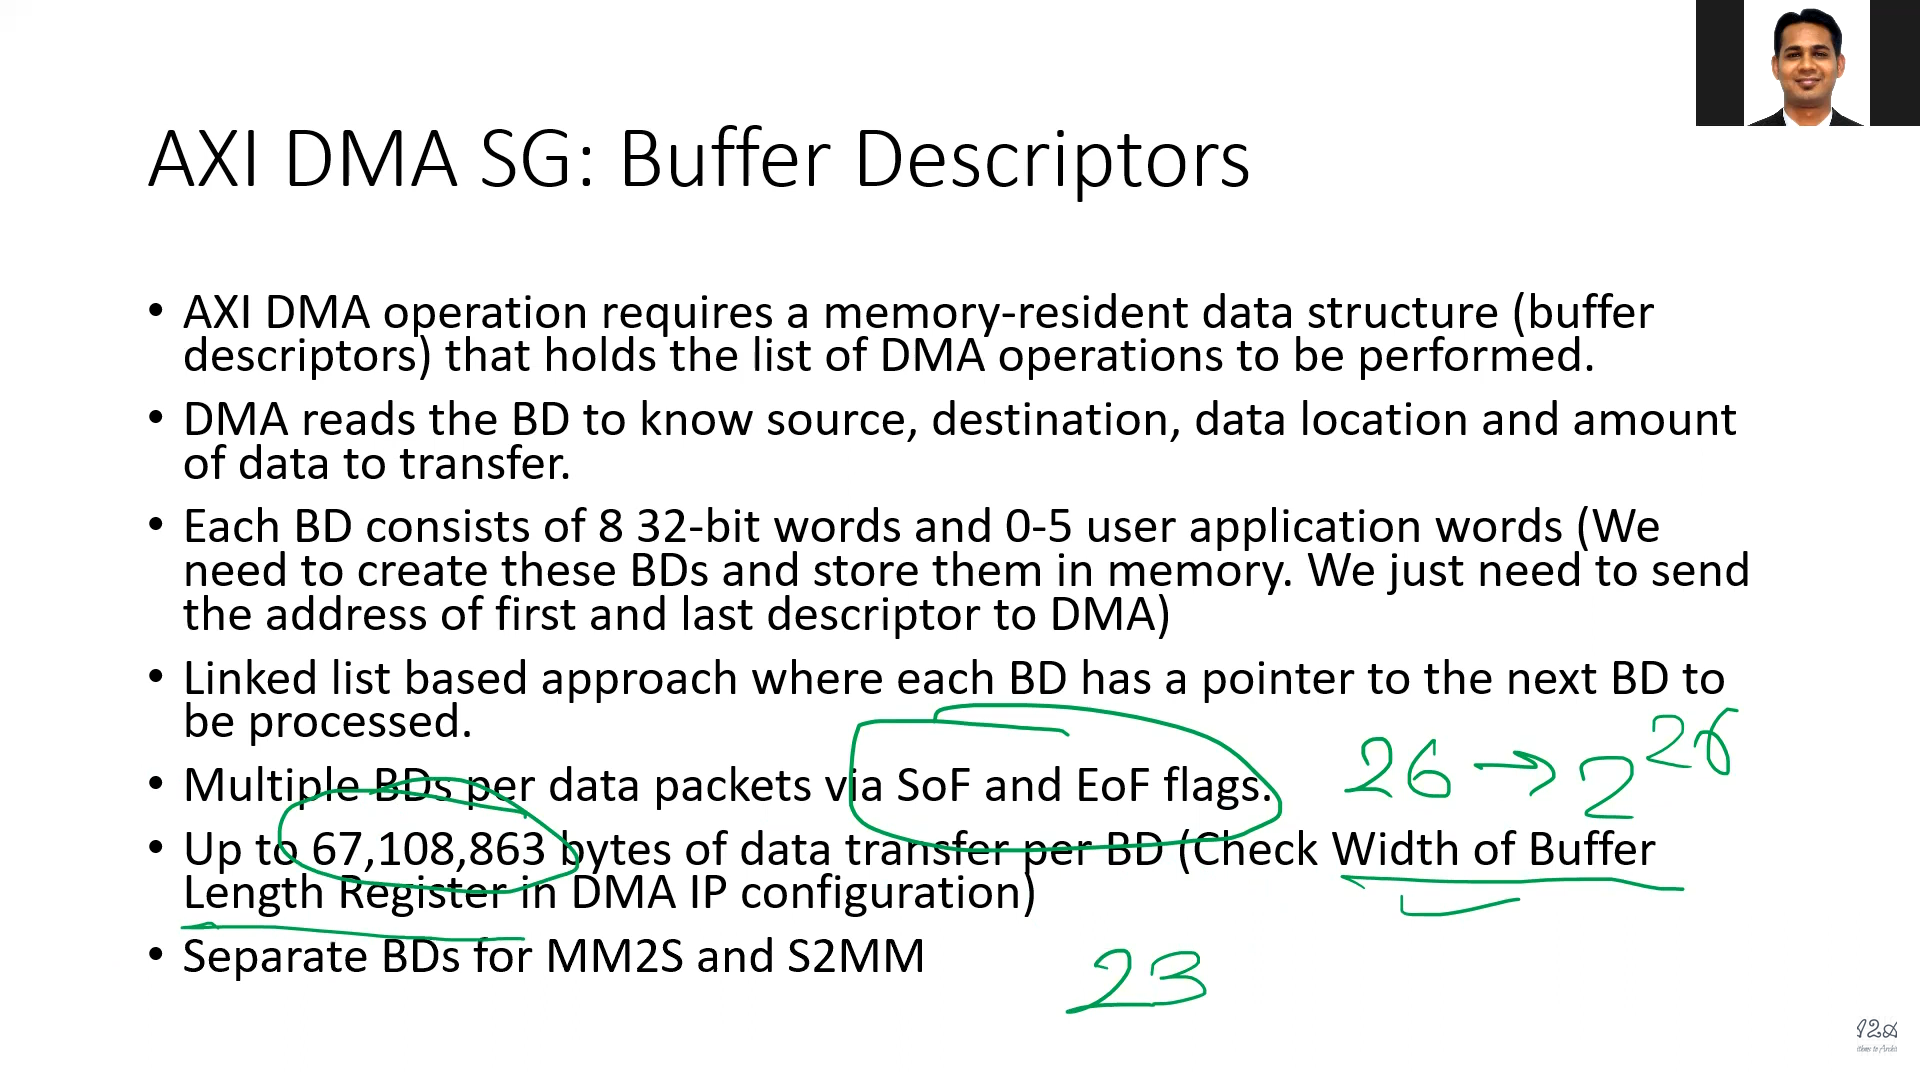 AXI DMA SG: Buffer Descriptors
• AXI DMA operation requires a memory-resident data structure (buffer
descriptors) that holds the list of DMA operations to be performed.
• DMA reads the BD to know source, destination, data location and amount
of data to transfer.
• Each BD consists of 8 32-bit words and 0-5 user application words (We
need to create these BDs and store them in memory. We just need to send
the address of first and last descriptor to DMA)
• Linked list based approach where each BD has a pointer to the next BD to
be processed.
• Multiple BDs per data packets via SoF and EoF flags.
26 → 2^26
• Up to 67,108,863 bytes of data transfer per BD (Check Width of Buffer
Length Register in DMA IP configuration)
• Separate BDs for MM2S and S2MM
23